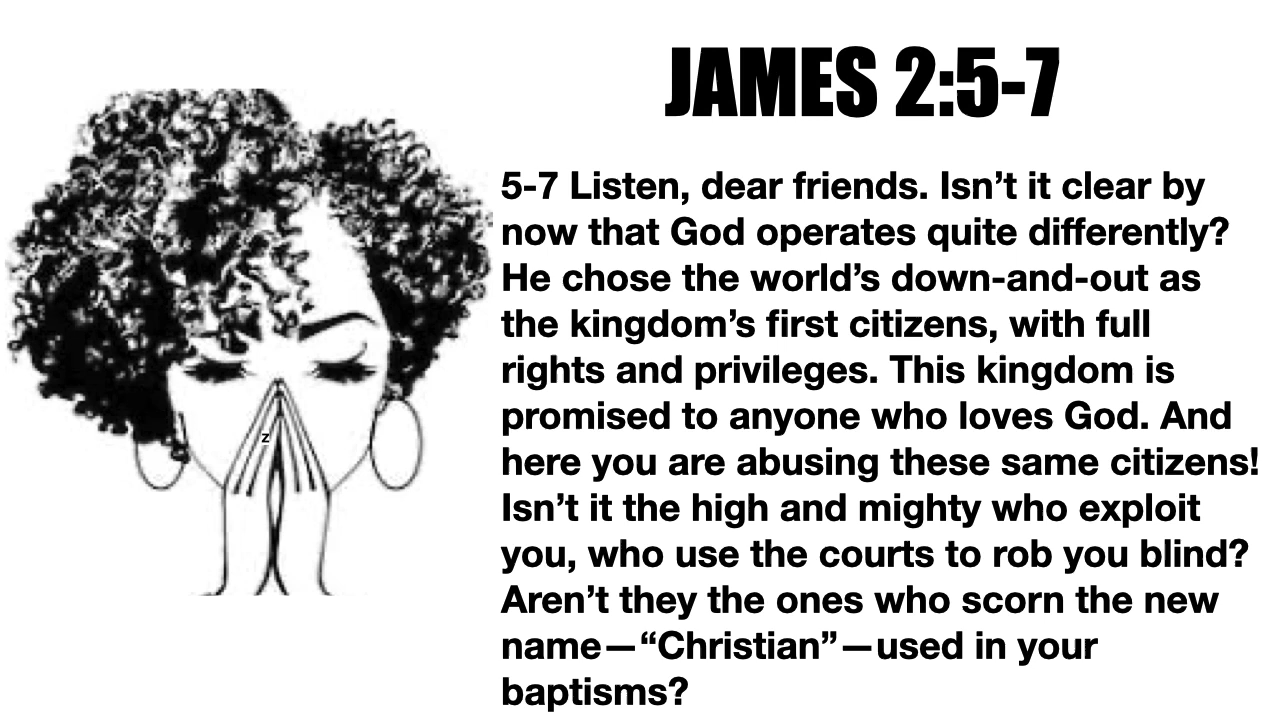 JAMES 2:5-7
5-7 Listen, dear friends. Isn’t it clear by
now that God operates quite differently?
He chose the world’s down-and-out as
the kingdom’s first citizens, with full
rights and privileges. This kingdom is
promised to anyone who loves God. And
here you are abusing these same citizens!
Isn’t it the high and mighty who exploit
you, who use the courts to rob you blind?
Aren’t they the ones who scorn the new
name—“Christian”—used in your
baptisms?
z